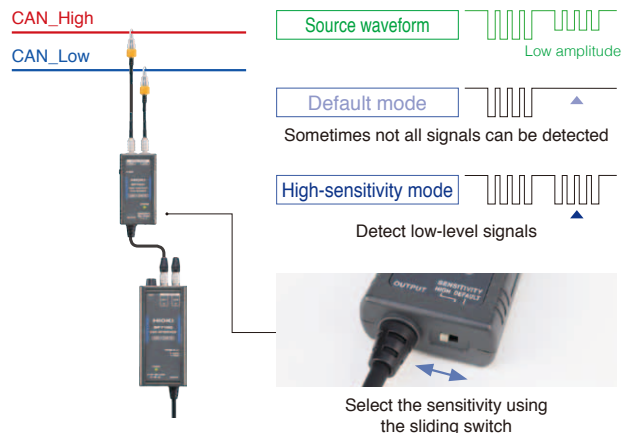 CAN_High
CAN_Low
Source waveform
Low amplitude
Default mode
Sometimes not all signals can be detected
High-sensitivity mode
Detect low-level signals
HIOKI
OUTPUT
SENSITIVITY
HIGH DEFAULT
Select the sensitivity using
the sliding switch